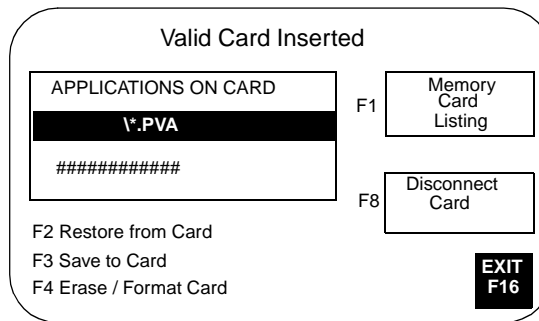 Valid Card Inserted
APPLICATIONS ON CARD
\*.PVA
############
F1
Memory
Card
Listing
F8
Disconnect
Card
F2 Restore from Card
F3 Save to Card
F4 Erase / Format Card
EXIT
F16